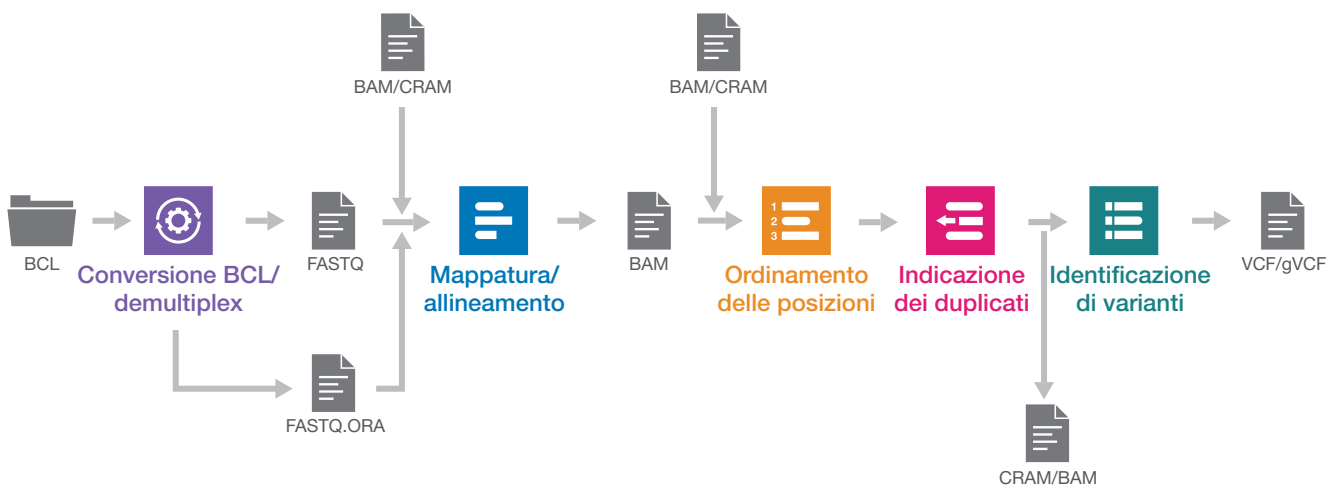 BAM/CRAM
BAM/CRAM
BCL
Conversione BCL/
demultiplex
FASTQ
Mappatura/
allineamento
BAM
1
2
3
Ordinamento
delle posizioni
Indicazione
dei duplicati
Identificazione
di varianti
VCF/gVCF
FASTQ.ORA
CRAM/BAM